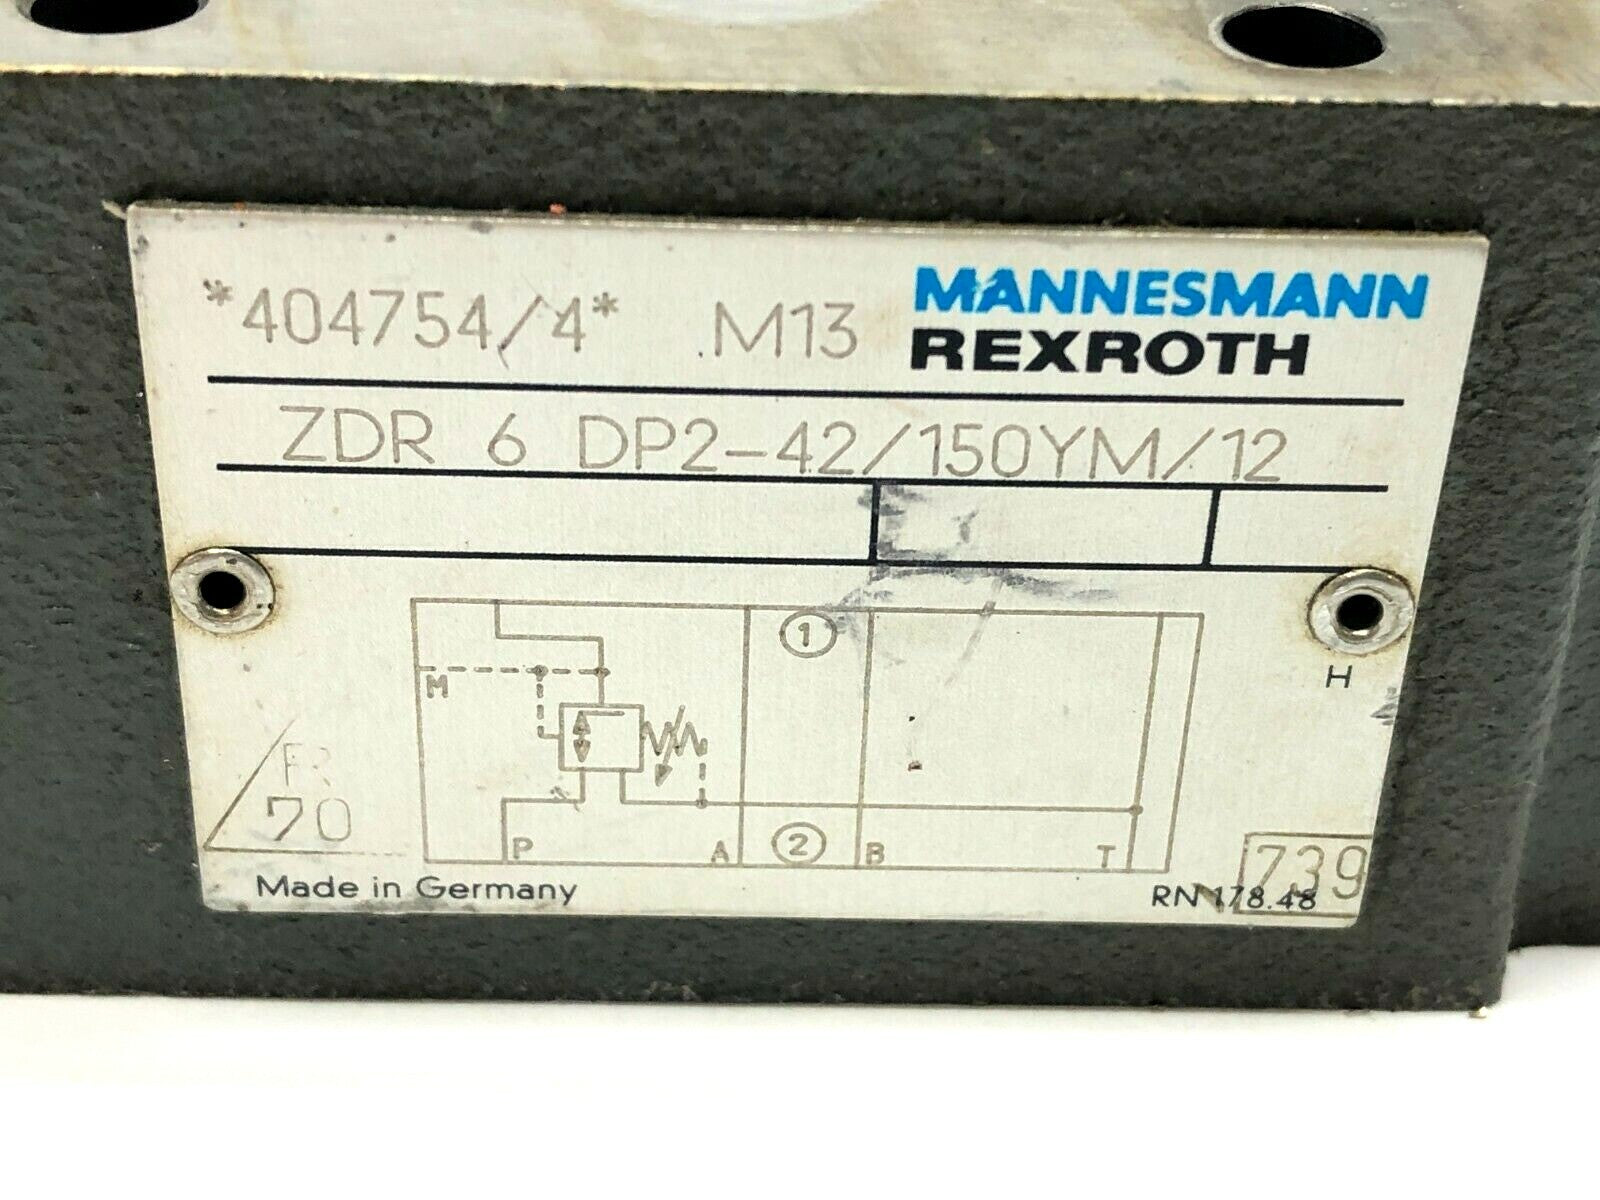 *404754/4* .M13 MANNESMANN
REXROTH
ZDR 6 DP2-42/150YM/12
1
M
H
70
P
A
2
B
T
739
Made in Germany
RN 178.48